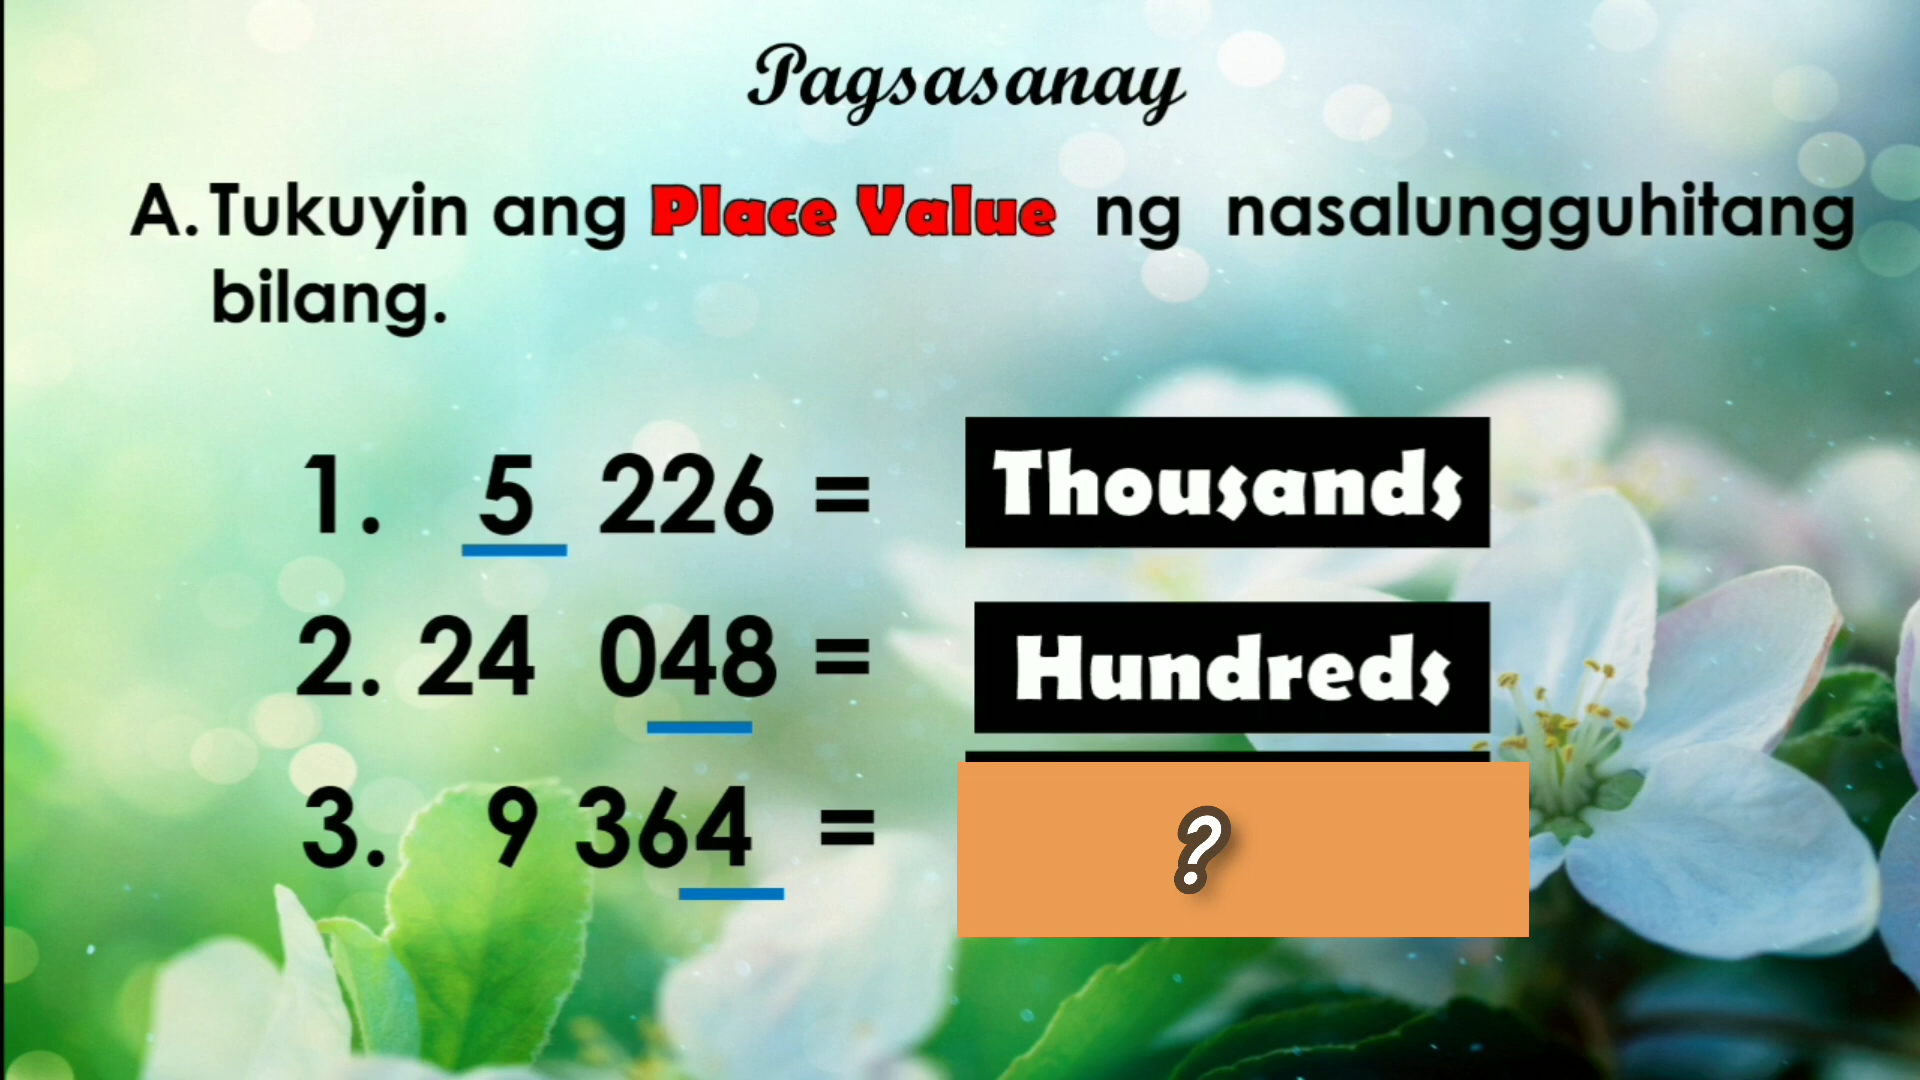 Pagsasanay
A. Tukuyin ang Place Value ng nasalungguhitang
bilang.
1. 5 226 = Thousands
2. 24 048 = Hundreds
3. 9 364 = ?